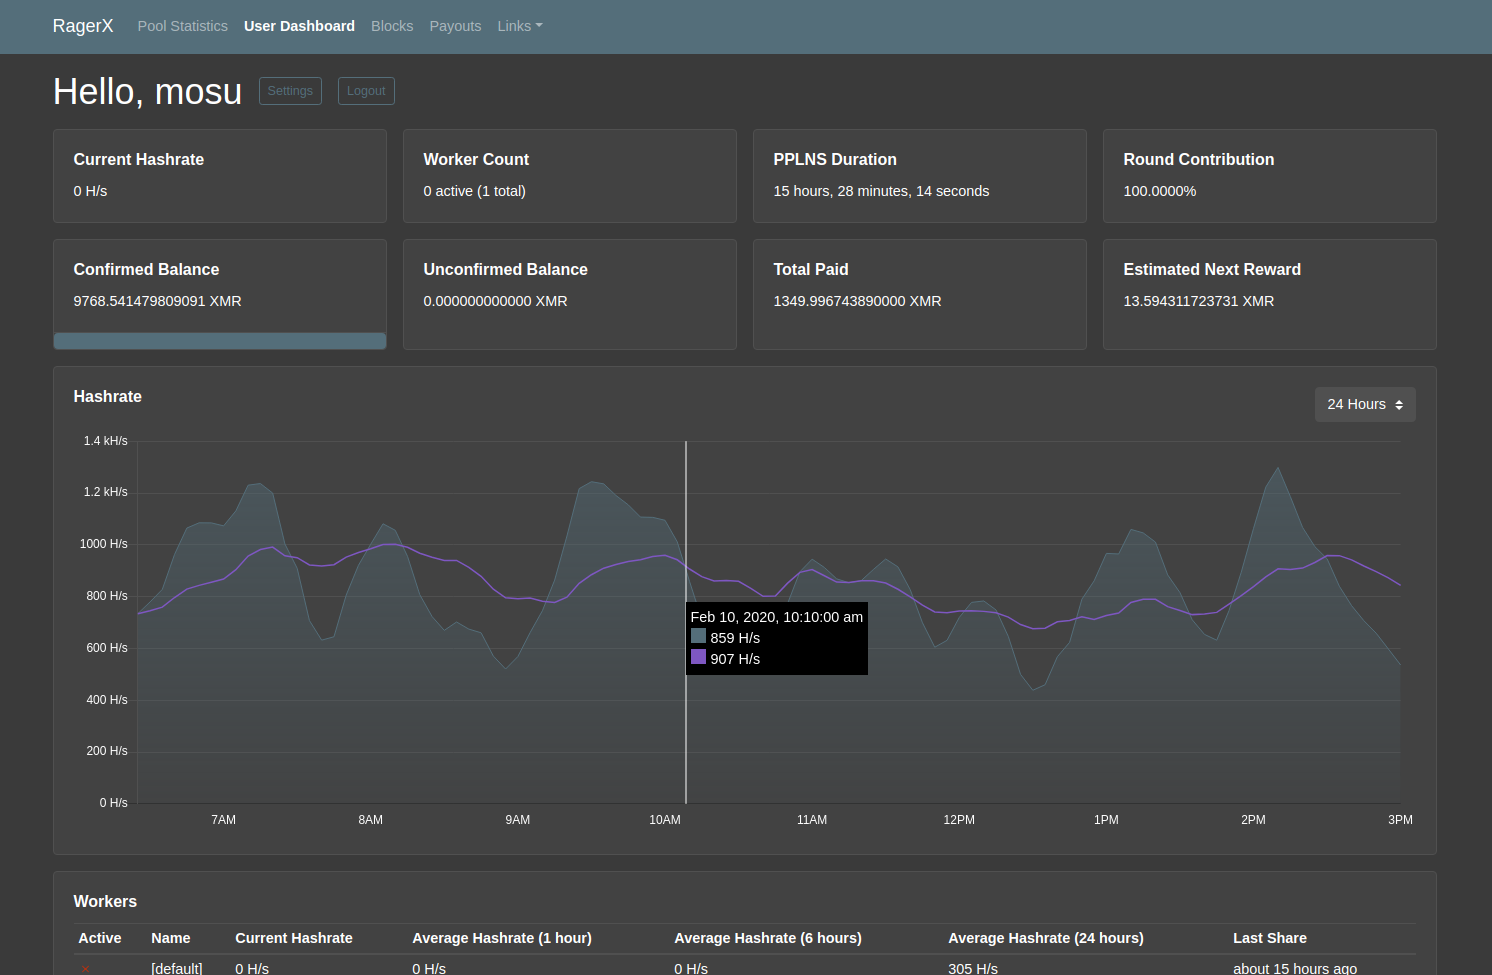 RagerX Pool Statistics User Dashboard Blocks Payouts Links
Hello, mosu Settings Logout
Current Hashrate
0 H/s
Worker Count
0 active (1 total)
PPLNS Duration
15 hours, 28 minutes, 14 seconds
Round Contribution
100.0000%
Confirmed Balance
9768.541479809091 XMR
Unconfirmed Balance
0.000000000000 XMR
Total Paid
1349.996743890000 XMR
Estimated Next Reward
13.594311723731 XMR
Hashrate
24 Hours
1.4 kH/s
1.2 kH/s
1000 H/s
800 H/s
600 H/s
400 H/s
200 H/s
0 H/s
Feb 10, 2020, 10:10:00 am
859 H/s
907 H/s
7AM 8AM 9AM 10AM 11AM 12PM 1PM 2PM 3PM
Workers
Active Name Current Hashrate Average Hashrate (1 hour) Average Hashrate (6 hours) Average Hashrate (24 hours) Last Share
[default] 0 H/s 0 H/s 0 H/s 305 H/s about 15 hours ago